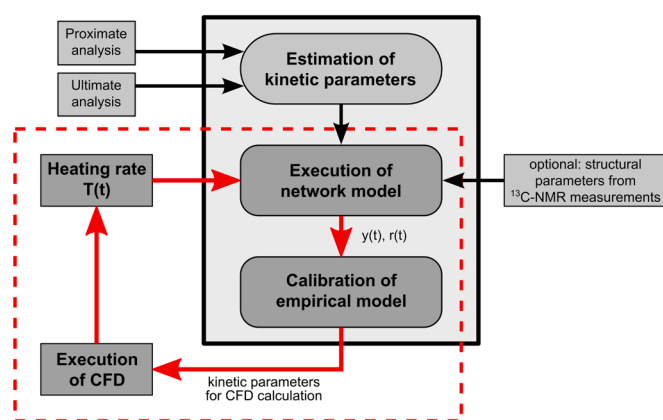 Proximate
analysis
Ultimate
analysis
Estimation of
kinetic parameters
Heating rate
T(t)
Execution of
network model
optional: structural
parameters from
¹³C-NMR measurements
y(t), r(t)
Calibration of
empirical model
Execution
of CFD
kinetic parameters
for CFD calculation